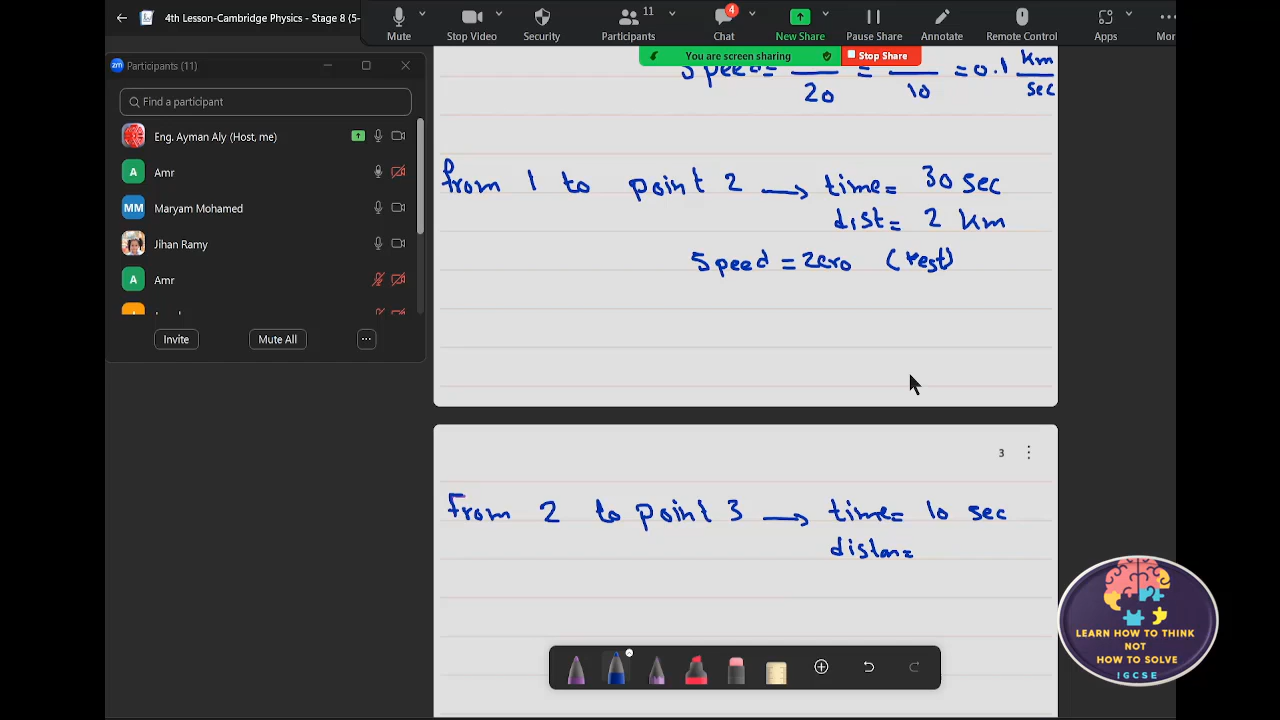 4th Lesson-Cambridge Physics - Stage 8 (5-
11
4
Mute
Stop Video
Security
Participants
Chat
New Share
Pause Share
Annotate
Remote Control
Apps
Mor
You are screen sharing
Stop Share
zm Participants (11)
Find a participant
Eng. Ayman Aly (Host, me)
A Amr
MM Maryam Mohamed
Jihan Ramy
A Amr
Invite
Mute All
...
Speed= /20 = /10 = 0.1 km/sec
from 1 to point 2 → time= 30 sec
dist= 2 km
Speed = Zero (rest)
3
From 2 to point 3 → time= 10 sec
distan=
LEARN HOW TO THINK
NOT
HOW TO SOLVE
IGCSE